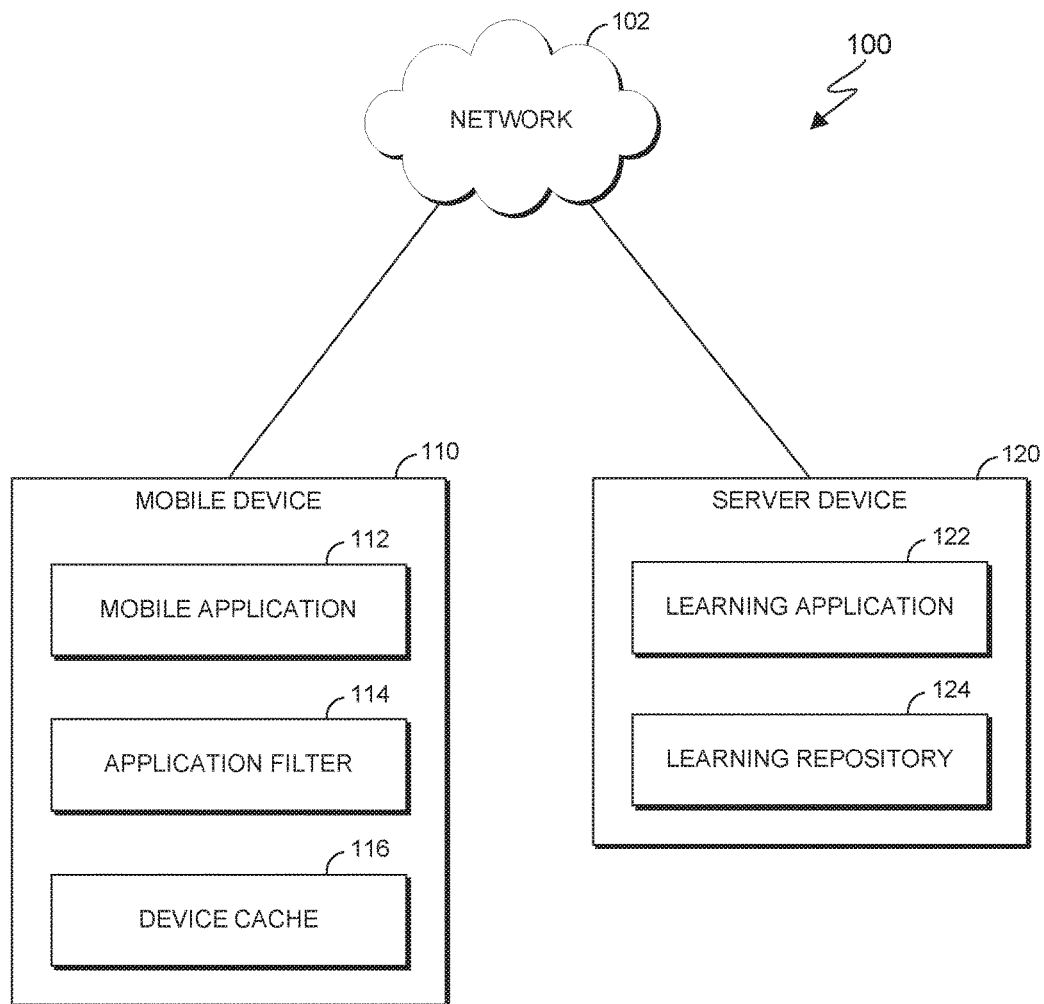 102
100
NETWORK
110
MOBILE DEVICE
112
MOBILE APPLICATION
114
APPLICATION FILTER
116
DEVICE CACHE
120
SERVER DEVICE
122
LEARNING APPLICATION
124
LEARNING REPOSITORY